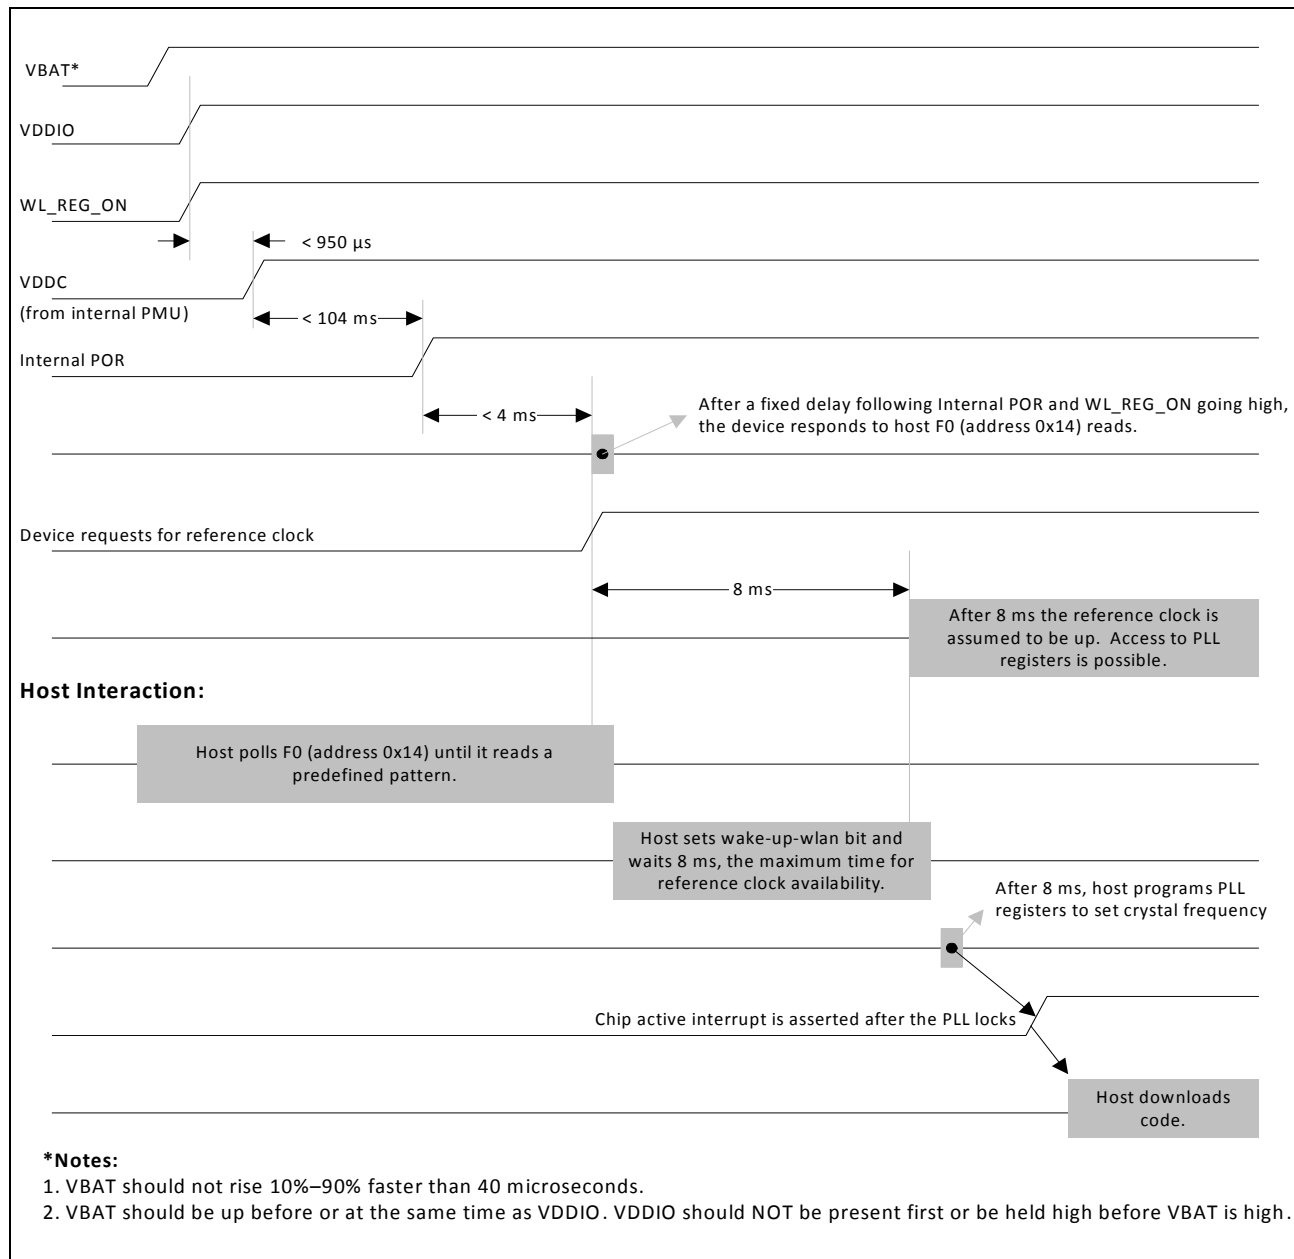 VBAT*
VDDIO
WL_REG_ON
< 950 µs
VDDC
(from internal PMU)
< 104 ms
Internal POR
< 4 ms
After a fixed delay following Internal POR and WL_REG_ON going high,
the device responds to host F0 (address 0x14) reads.
Device requests for reference clock
8 ms
After 8 ms the reference clock is
assumed to be up. Access to PLL
registers is possible.
Host Interaction:
Host polls F0 (address 0x14) until it reads a
predefined pattern.
Host sets wake-up-wlan bit and
waits 8 ms, the maximum time for
reference clock availability.
After 8 ms, host programs PLL
registers to set crystal frequency
Chip active interrupt is asserted after the PLL locks
Host downloads
code.
*Notes:
1. VBAT should not rise 10%–90% faster than 40 microseconds.
2. VBAT should be up before or at the same time as VDDIO. VDDIO should NOT be present first or be held high before VBAT is high.